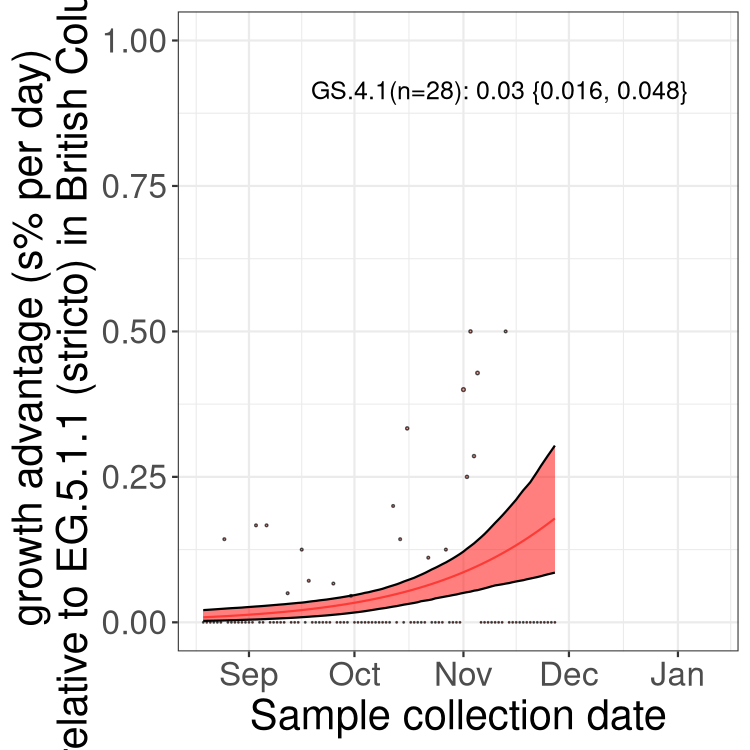 growth advantage (s% per day)
relative to EG.5.1.1 (stricto) in British Colu
1.00
0.75
0.50
0.25
0.00
GS.4.1(n=28): 0.03 {0.016, 0.048}
Sep Oct Nov Dec Jan
Sample collection date